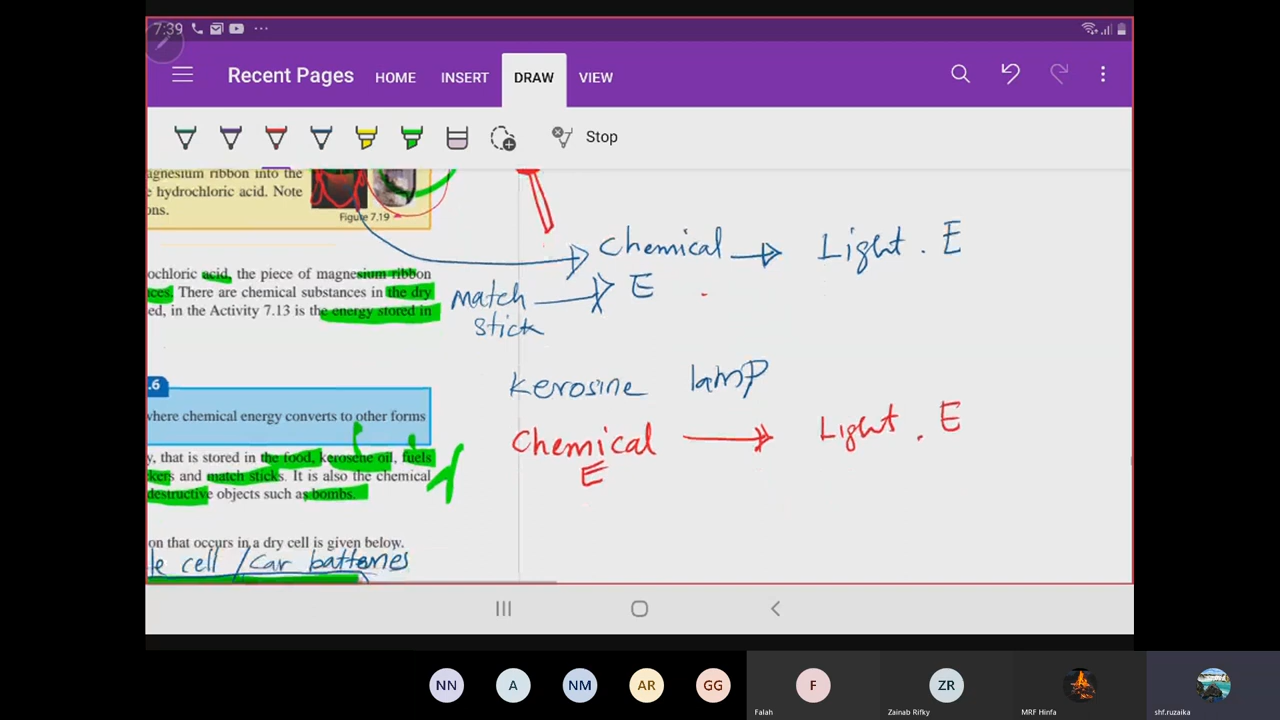 7:39
Recent Pages HOME INSERT DRAW VIEW
Stop
agnesium ribbon into the
e hydrochloric acid. Note
ons.
Figure 7.19
Chemical Light . E
E
match
stick
ochloric acid, the piece of magnesium ribbon
ces. There are chemical substances in the dry
ed, in the Activity 7.13 is the energy stored in
Kerosine lamp
.6
where chemical energy converts to other forms
Chemical Light . E
E
y, that is stored in the food, kerosene oil, fuels
kers and match sticks. It is also the chemical
destructive objects such as bombs.
on that occurs in a dry cell is given below.
le cell / Car batteries
NN A NM AR GG F ZR
Falah Zainab Rifky MRF Hinfa shf.ruzaika